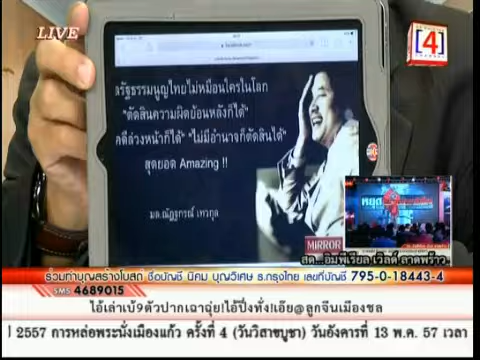 LIVE
[4]
facebook.com
ลรัฐธรรมนูญไทยไม่หมือนใครในโลก
"ตัดสินความผิดย้อนหลังก็ได้"
"คดีล่วงหน้าก็ได้" "ไม่มีอำนาจก็ตัดสินได้"
สุดยอด Amazing !!
มล.ณัฏฐกรณ์ เทวกุล
MIRROR
หยุด
สด...อิมพีเรียล เวิลด์ ลาดพร้าว
ร่วมทำบุญสร้างโบสถ์ ชื่อบัญชี นิคม บุญวิเศษ ธ.กรุงไทย เลขที่บัญชี 795-0-18443-4
SMS 4689015
ไอ้เล่าเบ้9ตัวปากเฉาฉุ่ย!ไอ้ปึ่งทั่ง!เอ๊ย@ลูกจีนเมืองชล
2557 การหล่อพระนั่งเมืองแก้ว ครั้งที่ 4 (วันวิสาขบูชา) วันอังคารที่ 13 พ.ค. 57 เวลา